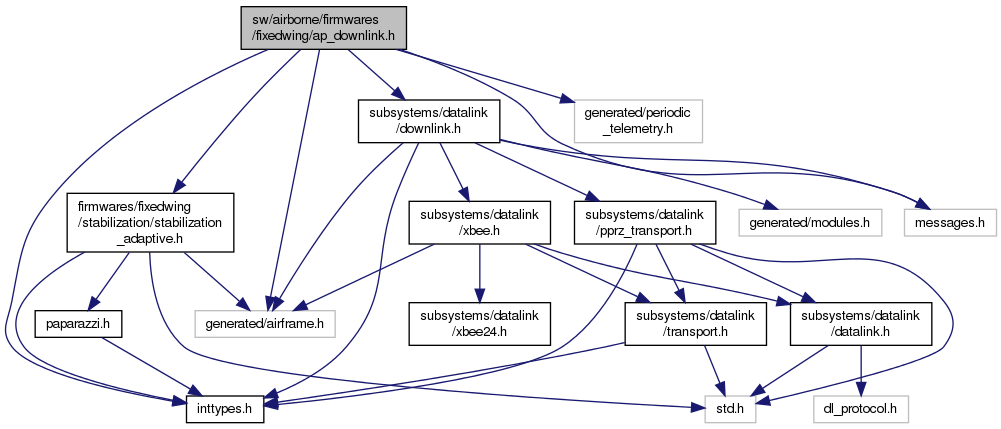 sw/airborne/firmwares
/fixedwing/ap_downlink.h
subsystems/datalink
/downlink.h
generated/periodic
_telemetry.h
firmwares/fixedwing
/stabilization/stabilization
_adaptive.h
subsystems/datalink
/xbee.h
subsystems/datalink
/pprz_transport.h
generated/modules.h
messages.h
paparazzi.h
generated/airframe.h
subsystems/datalink
/xbee24.h
subsystems/datalink
/transport.h
subsystems/datalink
/datalink.h
inttypes.h
std.h
dl_protocol.h